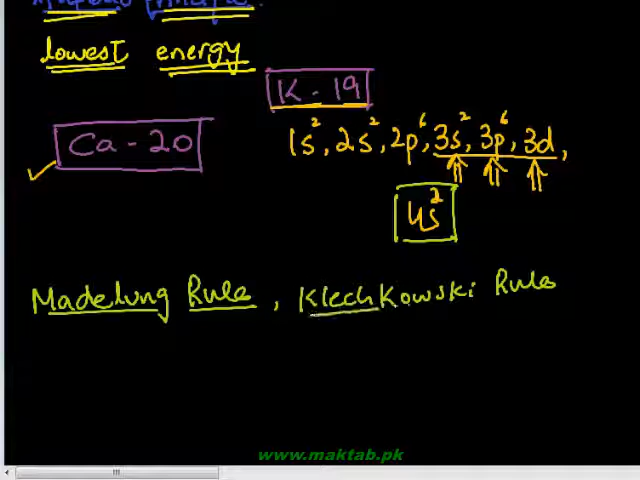 lowest energy
K - 19
Ca - 20
1s², 2s², 2p⁶, 3s², 3p⁶, 3d,
4s²
Madelung Rule, Klechkowski Rule
www.maktab.pk